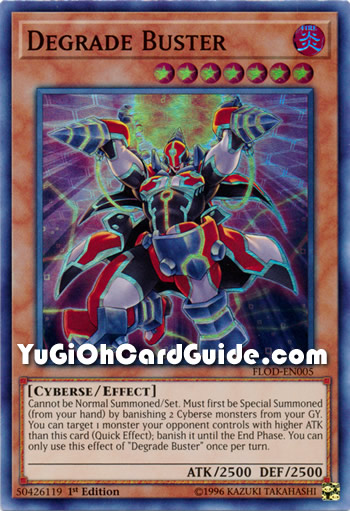 Degrade Buster
炎
YuGiOhCardGuide.com
FLOD-EN005
[Cyberse/Effect]
Cannot be Normal Summoned/Set. Must first be Special Summoned
(from your hand) by banishing 2 Cyberse monsters from your GY.
You can target 1 monster your opponent controls with higher ATK
than this card (Quick Effect); banish it until the End Phase. You can
only use this effect of "Degrade Buster" once per turn.
ATK/2500 DEF/2500
50426119 1st Edition ©1996 KAZUKI TAKAHASHI